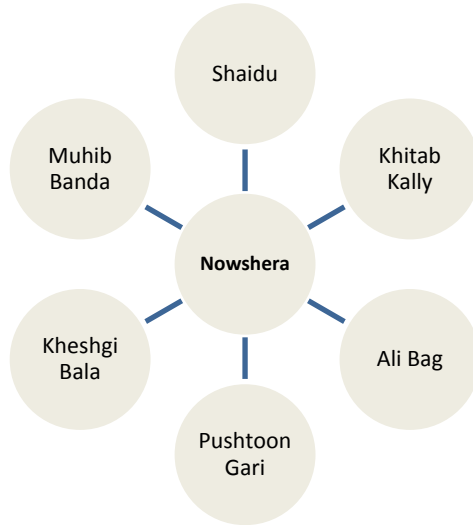 Shaidu
Muhib
Banda
Khitab
Kally
Nowshera
Kheshgi
Bala
Ali Bag
Pushtoon
Gari